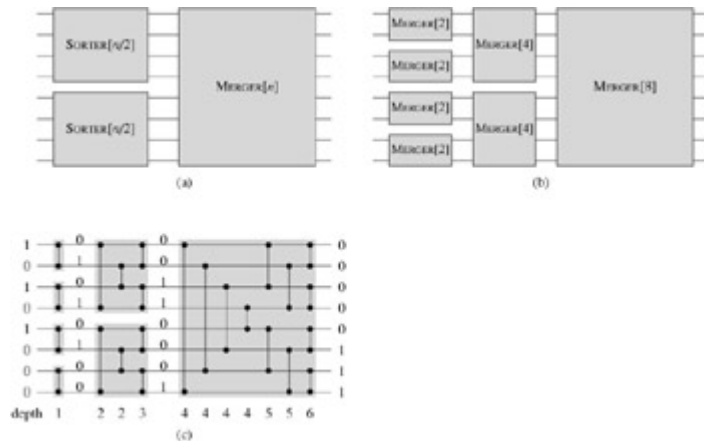 SORTER[n/2]
SORTER[n/2]
MERGER[n]
(a)
MERGER[2]
MERGER[2]
MERGER[2]
MERGER[2]
MERGER[4]
MERGER[4]
MERGER[8]
(b)
1 0 0 0
0 1 0 0
1 0 1 0
0 1 1 0
1 0 0 0
0 1 0 1
0 0 0 1
0 0 1 1
depth 1 2 2 3 4 4 4 4 5 5 6
(c)